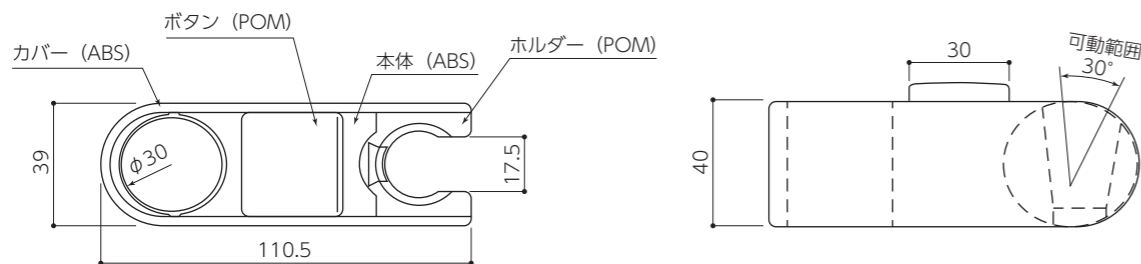 ボタン（POM）
カバー（ABS）
本体（ABS）
ホルダー（POM）
39
φ30
17.5
110.5
30
可動範囲
30°
40